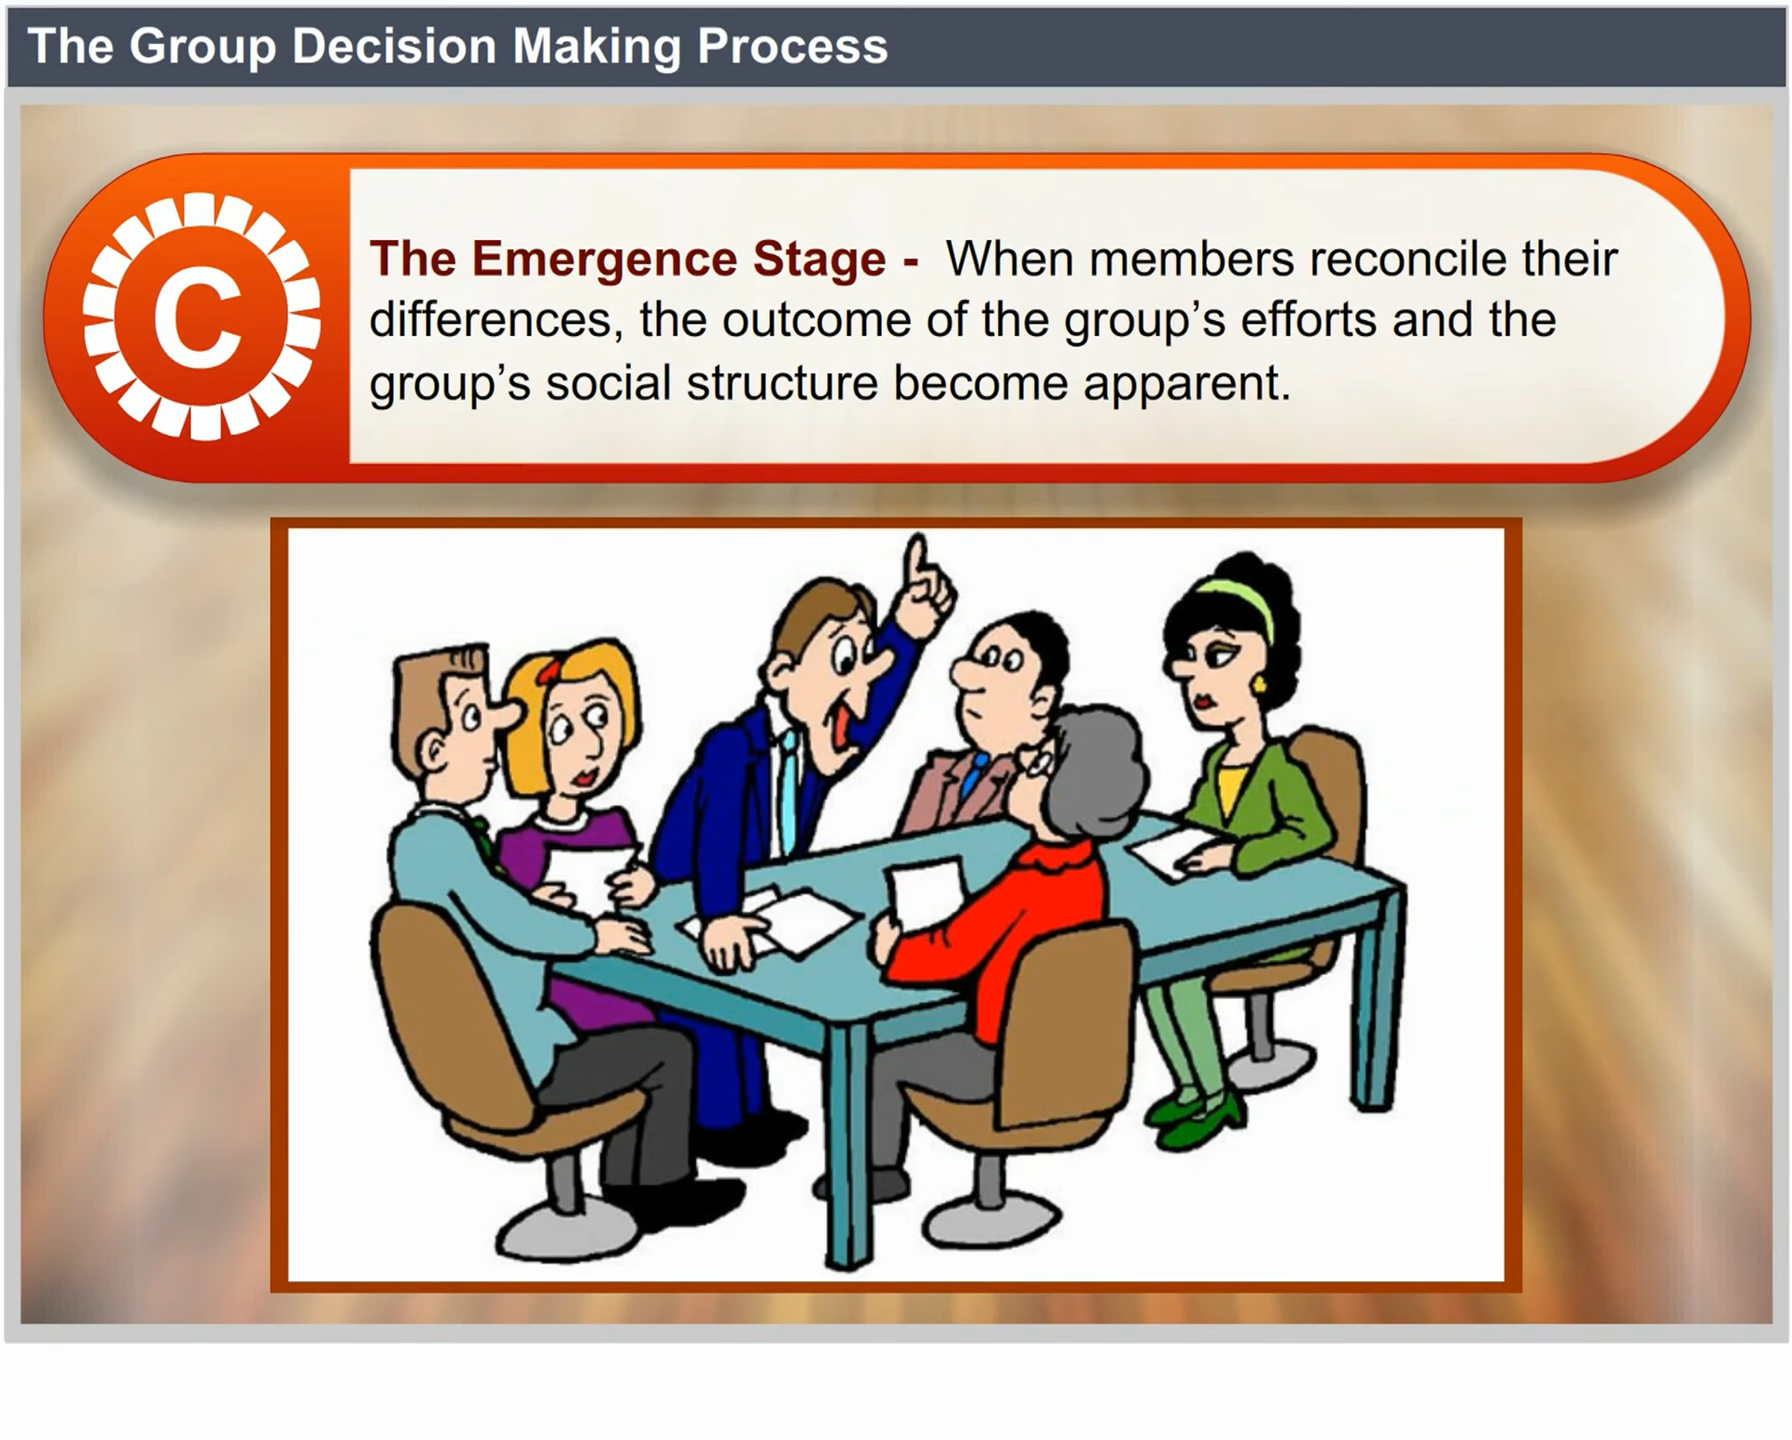 The Group Decision Making Process
C
The Emergence Stage - When members reconcile their
differences, the outcome of the group’s efforts and the
group’s social structure become apparent.